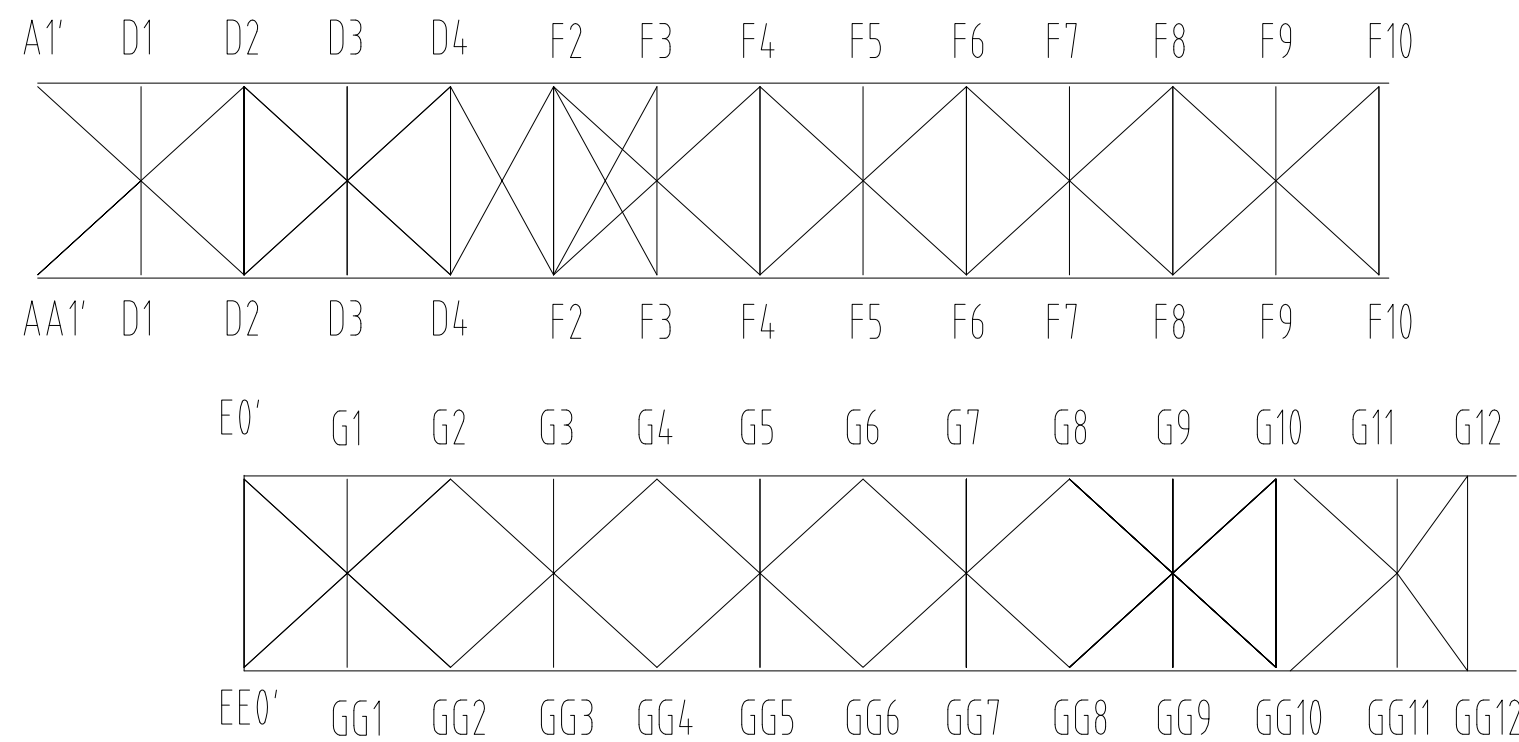 A1' D1 D2 D3 D4 F2 F3 F4 F5 F6 F7 F8 F9 F10
AA1' D1 D2 D3 D4 F2 F3 F4 F5 F6 F7 F8 F9 F10
E0' G1 G2 G3 G4 G5 G6 G7 G8 G9 G10 G11 G12
EE0' GG1 GG2 GG3 GG4 GG5 GG6 GG7 GG8 GG9 GG10 GG11 GG12